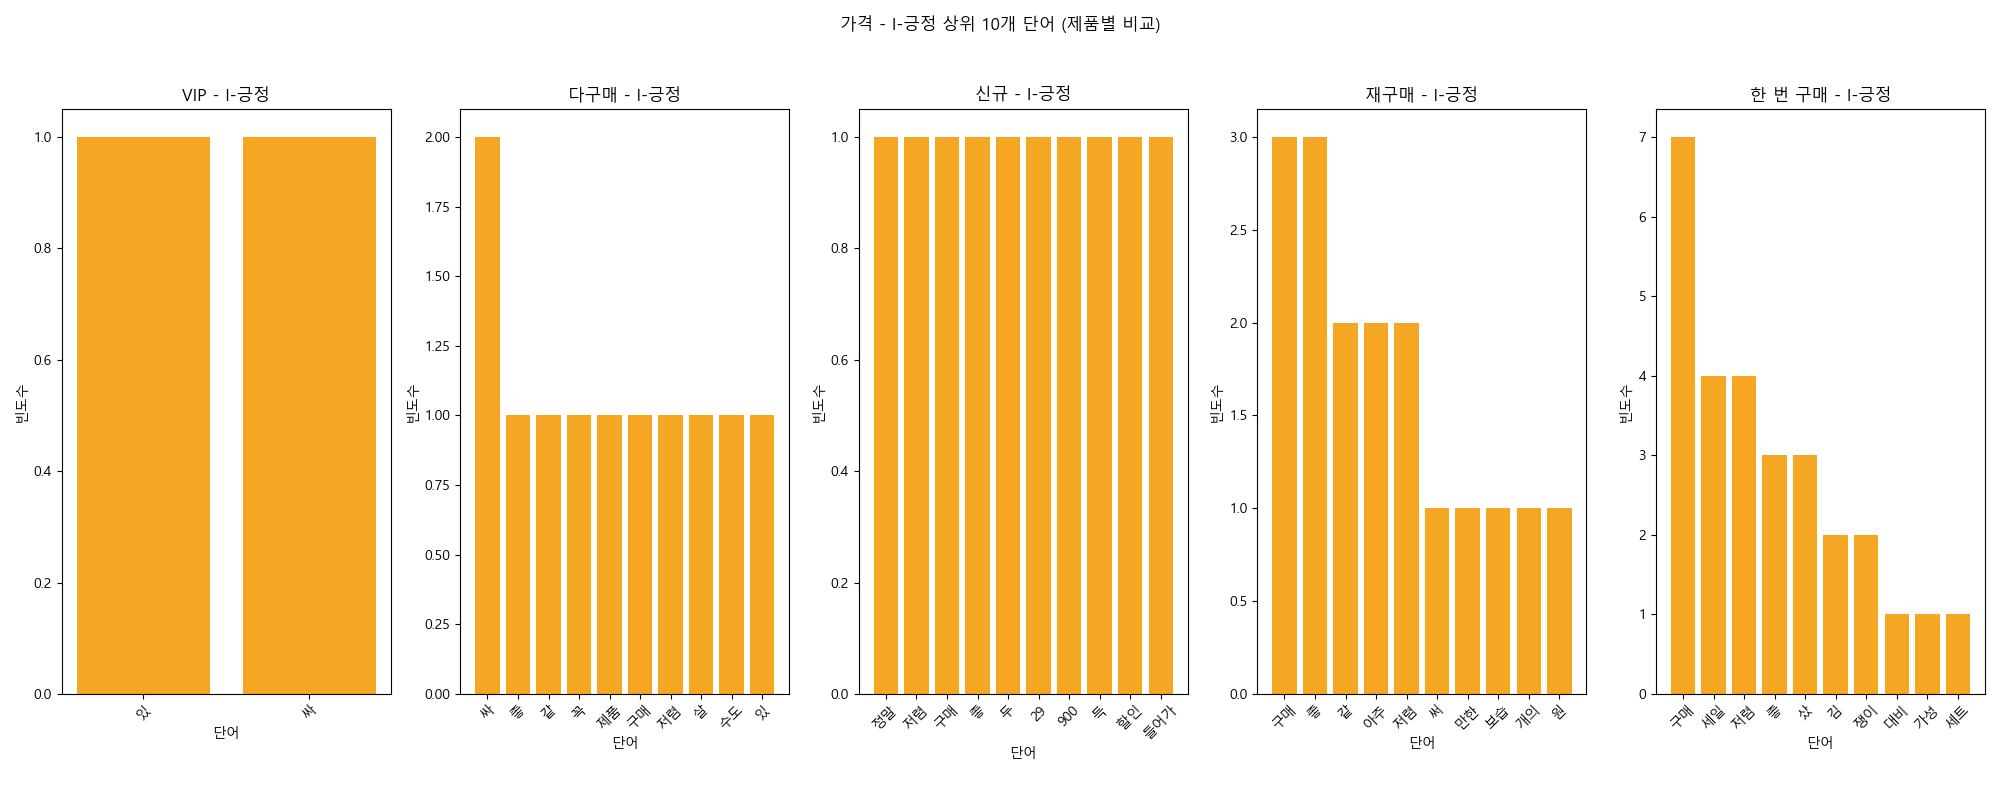 가격 - I-긍정 상위 10개 단어 (제품별 비교)
VIP - I-긍정
빈도수
1.0
0.8
0.6
0.4
0.2
0.0
있
싸
단어
다구매 - I-긍정
빈도수
2.00
1.75
1.50
1.25
1.00
0.75
0.50
0.25
0.00
싸
좋
같
꼭
제품
구매
저렴
살
수도
있
단어
신규 - I-긍정
빈도수
1.0
0.8
0.6
0.4
0.2
0.0
정말
저렴
구매
좋
두
29
900
득
할인
들어가
단어
재구매 - I-긍정
빈도수
3.0
2.5
2.0
1.5
1.0
0.5
0.0
구매
좋
같
아주
저렴
써
만한
보습
개의
원
단어
한 번 구매 - I-긍정
빈도수
7
6
5
4
3
2
1
0
구매
세일
저렴
좋
샀
김
쟁이
대비
가성
세트
단어